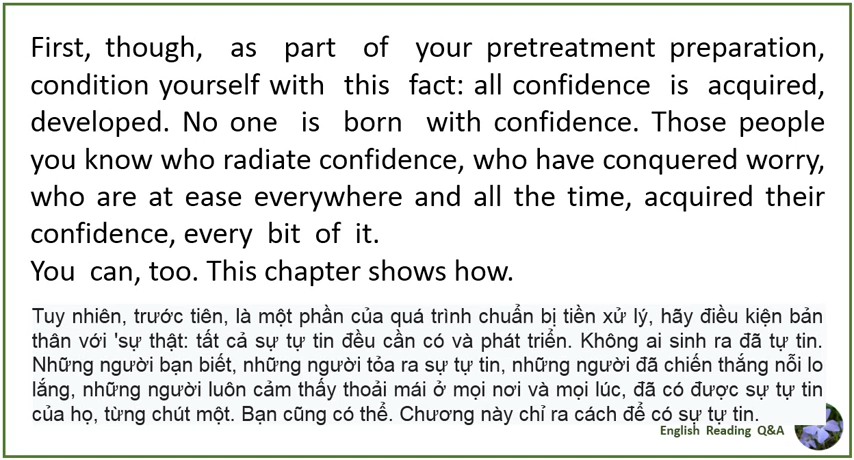 First, though, as part of your pretreatment preparation,
condition yourself with this fact: all confidence is acquired,
developed. No one is born with confidence. Those people
you know who radiate confidence, who have conquered worry,
who are at ease everywhere and all the time, acquired their
confidence, every bit of it.
You can, too. This chapter shows how.
Tuy nhiên, trước tiên, là một phần của quá trình chuẩn bị tiền xử lý, hãy điều kiện bản
thân với 'sự thật: tất cả sự tự tin đều cần có và phát triển. Không ai sinh ra đã tự tin.
Những người bạn biết, những người tỏa ra sự tự tin, những người đã chiến thắng nỗi lo
lắng, những người luôn cảm thấy thoải mái ở mọi nơi và mọi lúc, đã có được sự tự tin
của họ, từng chút một. Bạn cũng có thể. Chương này chỉ ra cách để có sự tự tin.
English Reading Q&A